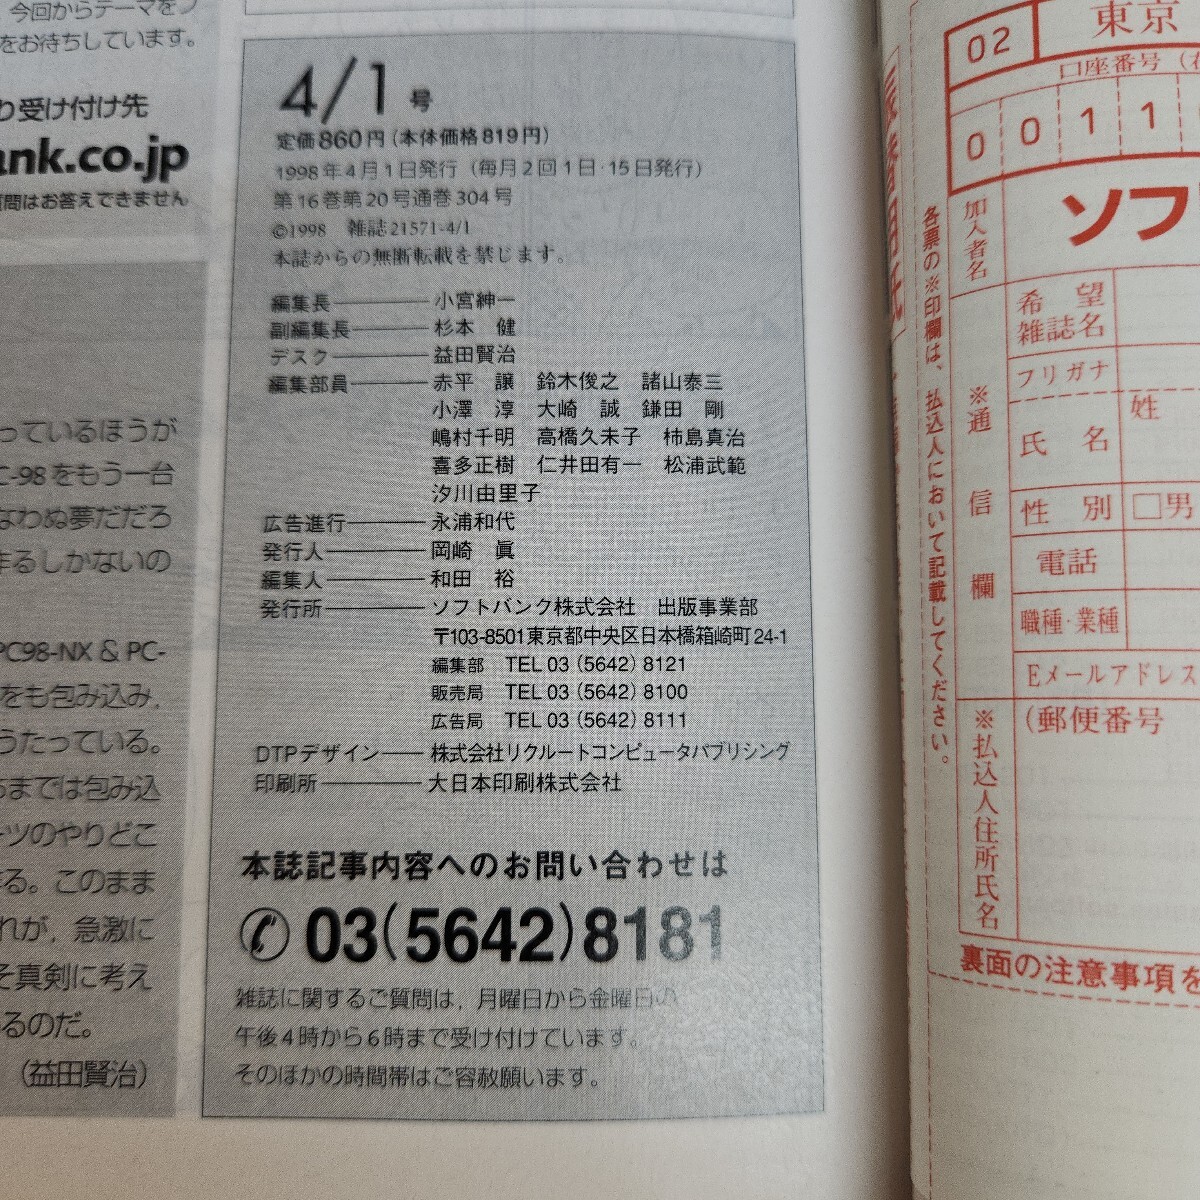 今回からテーマをフ
をお待ちしています。
り受け付け先
ank.co.jp
質問はお答えできません
っているほうが
C-98をもう一台
なわぬ夢だだろ
作るしかないの
PC98-NX & PC-
をも包み込み,
うたっている。
までは包み込
ーツのやりどこ
る。このまま
れが, 急激に
そ真剣に考え
るのだ。
(益田賢治)
4/1号
定価860円(本体価格819円)
1998年4月1日発行 (毎月2回1日·15日発行)
第16巻第20号通巻304号
©1998 雑誌21571-4/1
本誌からの無断転載を禁じます。
編集長 小宮紳一
副編集長 杉本 健
デスク 益田賢治
編集部員 赤平 譲 鈴木俊之 諸山泰三
小澤 淳 大崎 誠 鎌田 剛
嶋村千明 高橋久未子 柿島真治
喜多正樹 仁井田有一 松浦武範
汐川由里子
広告進行 永浦和代
発行人 岡崎 眞
編集人 和田 裕
発行所 ソフトバンク株式会社 出版事業部
〒103-8501東京都中央区日本橋箱崎町24-1
編集部 TEL 03 (5642) 8121
販売局 TEL 03 (5642) 8100
広告局 TEL 03 (5642) 8111
DTPデザイン 株式会社リクルートコンピュータパブリシング
印刷所 大日本印刷株式会社
本誌記事内容へのお問い合わせは
03(5642)8181
雑誌に関するご質問は, 月曜日から金曜日の
午後4時から6時まで受け付けています。
そのほかの時間帯はご容赦願います。
各票の※印欄は、払込人において記載してください。
02 東京
口座番号 (右
0 0 1 1
加入者名 ソフ
※通信欄
希望雑誌名
フリガナ
氏名 姓
性別 □男
電話
職種·業種
Eメールアドレス
※払込人住所氏名
(郵便番号
裏面の注意事項を